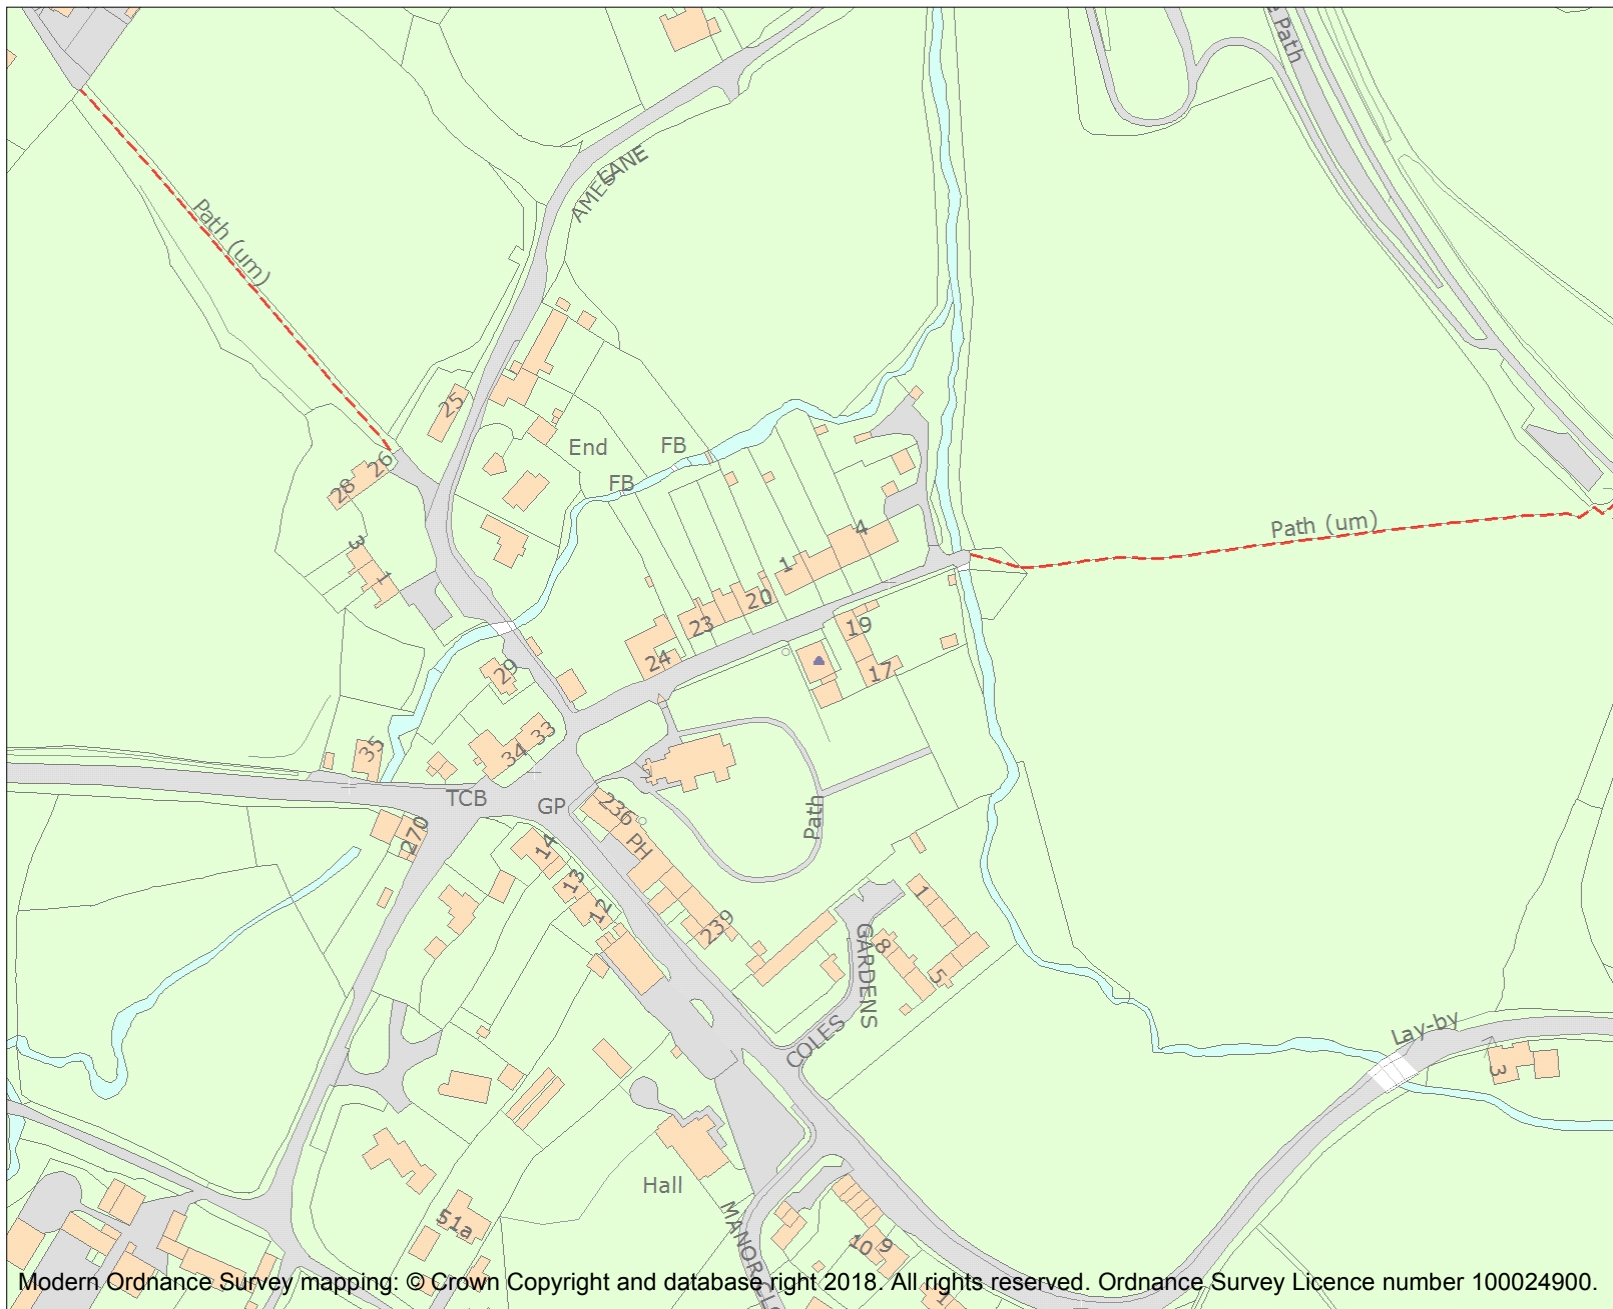 e Path
AMES LANE
Path (um)
25
End
FB
FB
26
28
3
1
4
1
20
23
24
19
17
Path (um)
29
33
34
35
TCB
GP
236
PH
239
270
14
13
12
Path
1
8
5
GARDENS
COLES
Lay-by
3
Hall
51a
MANOR CLO
10
9
Modern Ordnance Survey mapping: © Crown Copyright and database right 2018. All rights reserved. Ordnance Survey Licence number 100024900.